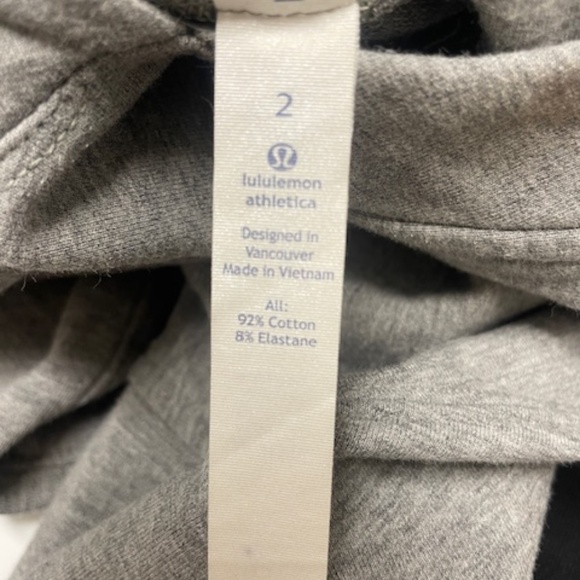 2
lululemon
athletica
Designed in
Vancouver
Made in Vietnam
All:
92% Cotton
8% Elastane